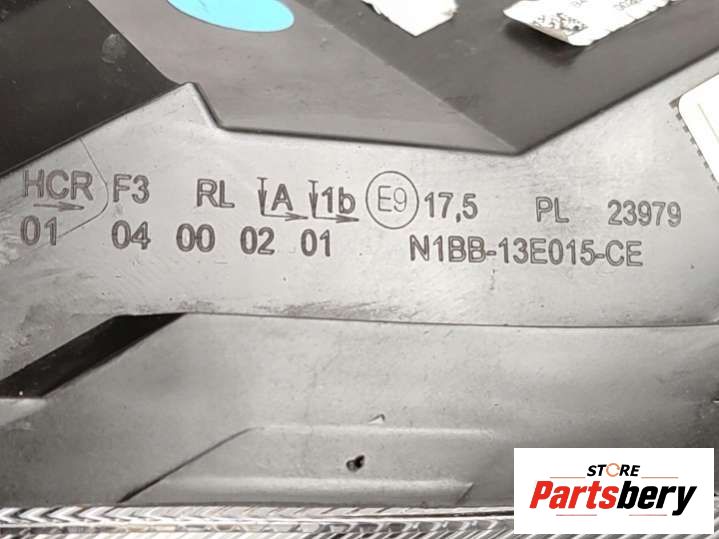 HCR F3 RL A 1b E9 17,5 PL 23979
01 04 00 02 01 N1BB-13E015-CE
STORE
Partsbery